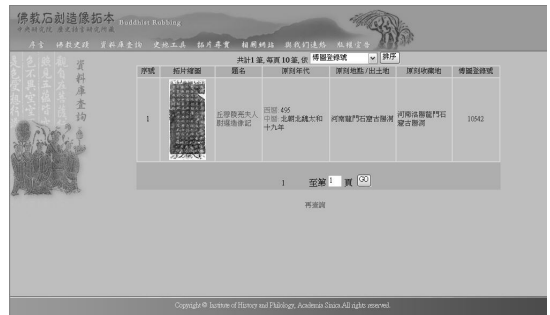 佛教石刻造像拓本 Buddhist Rubbing
中央研究院 歷史語言研究所藏
序言 佛教史蹟 資料庫查詢 史地工具 拓片尋寶 相關網站 與我們連絡 版權宣告
共計1 筆, 每頁 10 筆, 依 傅圖登錄號 排序
資料庫查詢
序號 拓片縮圖 題名 原刻年代 原刻地點/出土地 原刻收藏地 傅圖登錄號
1 丘穆陵亮夫人尉遲造像記 西曆 495 中曆 北朝北魏太和十九年 河南龍門石窟古陽洞 河南洛陽龍門石窟古陽洞 10542
1 至第 1 頁 GO
再查詢
Copyright © Institute of History and Philology, Academia Sinica.All rights reserved.